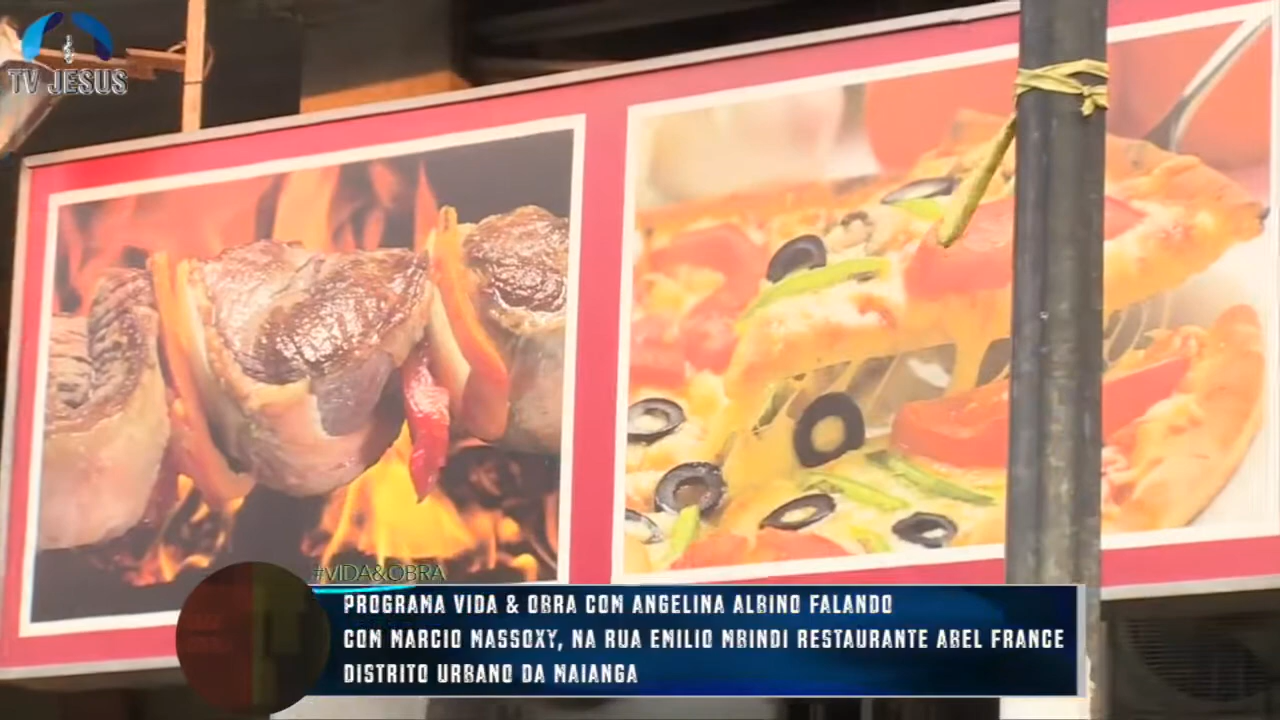 TV JESUS
#VIDA&OBRA
PROGRAMA VIDA & OBRA COM ANGELINA ALBINO FALANDO
COM MARCIO MASSOXY, NA RUA EMILIO MBINDI RESTAURANTE ABEL FRANCE
DISTRITO URBANO DA MAIANGA